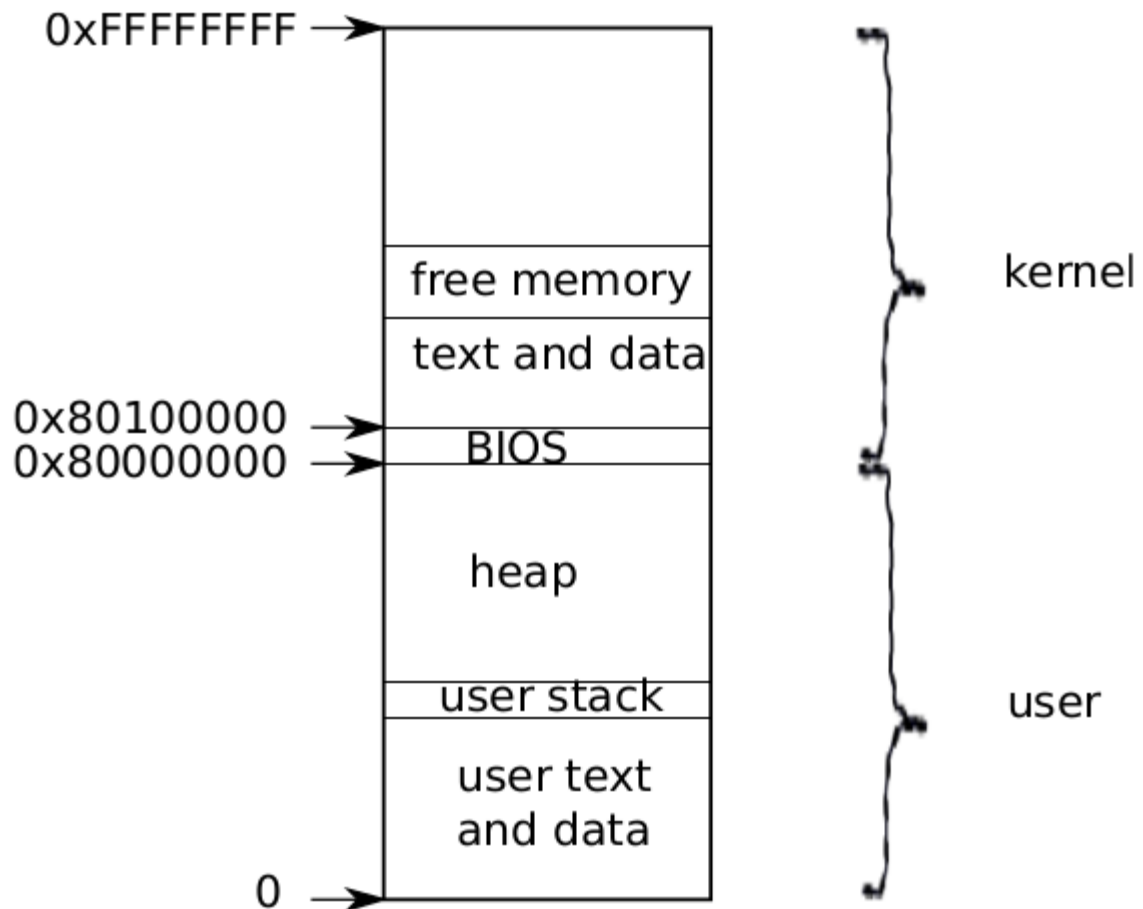 0xFFFFFFFF
free memory
kernel
text and data
0x80100000
BIOS
0x80000000
heap
user stack
user
user text
and data
0